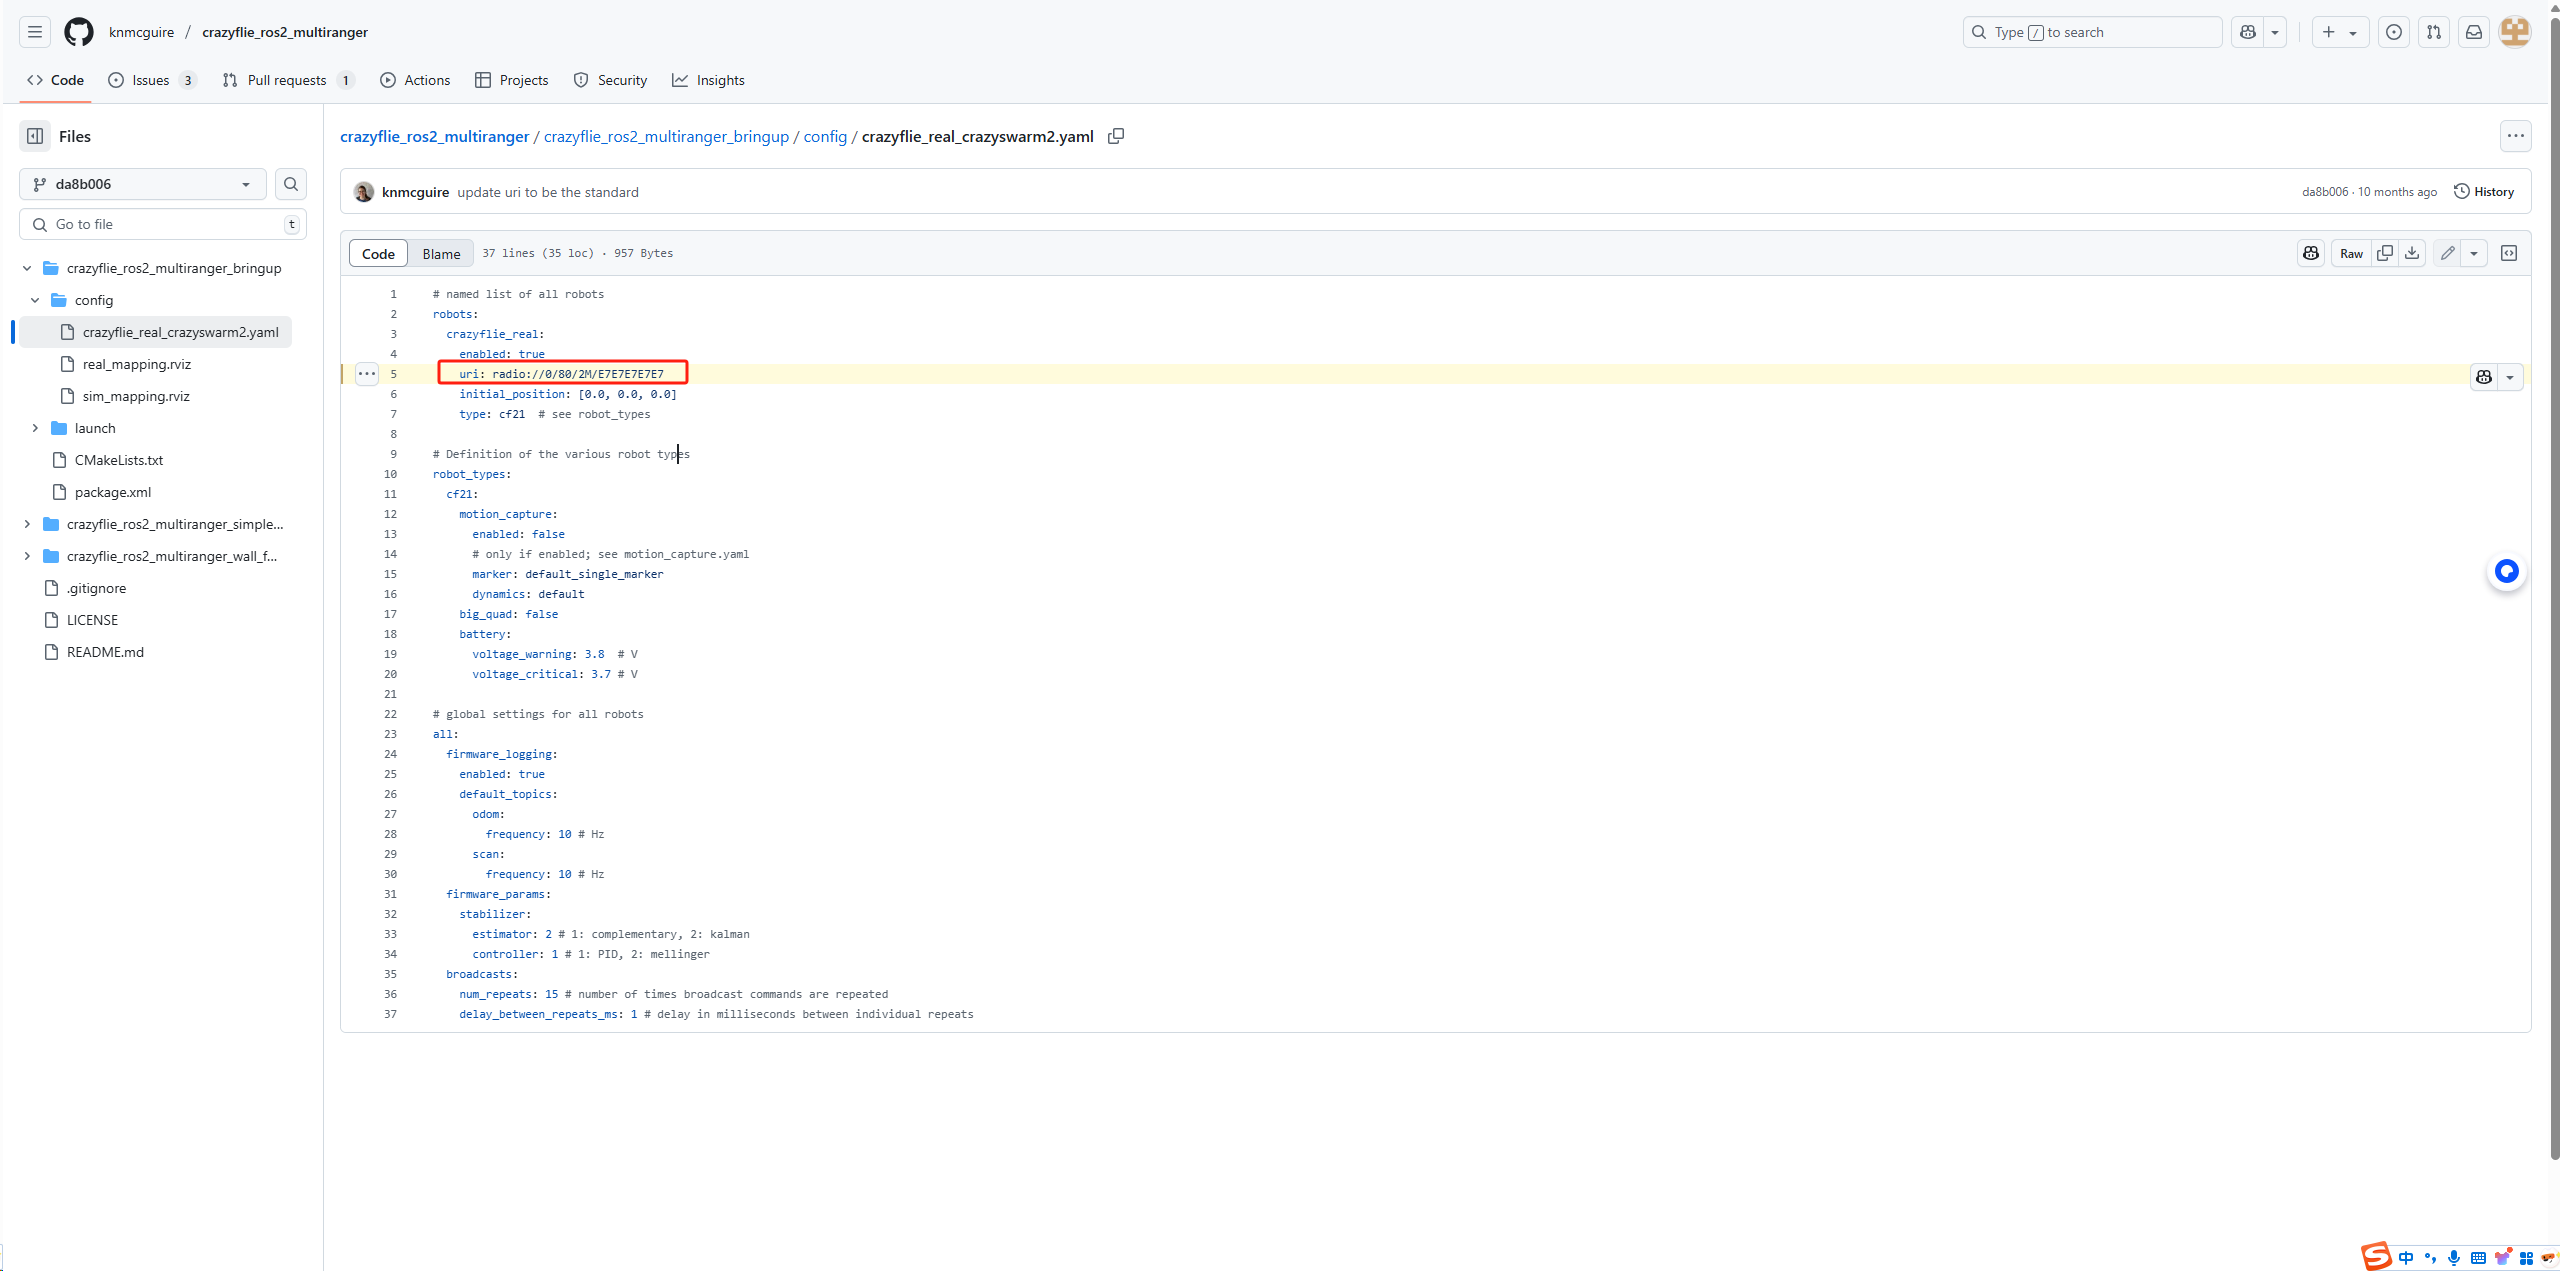 knmcguire / crazyflie_ros2_multiranger
Type / to search
Code
Issues 3
Pull requests 1
Actions
Projects
Security
Insights
Files
da8b006
Go to file
t
crazyflie_ros2_multiranger_bringup
config
crazyflie_real_crazyswarm2.yaml
real_mapping.rviz
sim_mapping.rviz
launch
CMakeLists.txt
package.xml
crazyflie_ros2_multiranger_simple...
crazyflie_ros2_multiranger_wall_f...
.gitignore
LICENSE
README.md
crazyflie_ros2_multiranger / crazyflie_ros2_multiranger_bringup / config / crazyflie_real_crazyswarm2.yaml
knmcguire update uri to be the standard
da8b006 · 10 months ago
History
Code
Blame
37 lines (35 loc) · 957 Bytes
Raw
1 # named list of all robots
2 robots:
3 crazyflie_real:
4 enabled: true
5 uri: radio://0/80/2M/E7E7E7E7E7
6 initial_position: [0.0, 0.0, 0.0]
7 type: cf21 # see robot_types
8
9 # Definition of the various robot types
10 robot_types:
11 cf21:
12 motion_capture:
13 enabled: false
14 # only if enabled; see motion_capture.yaml
15 marker: default_single_marker
16 dynamics: default
17 big_quad: false
18 battery:
19 voltage_warning: 3.8 # V
20 voltage_critical: 3.7 # V
21
22 # global settings for all robots
23 all:
24 firmware_logging:
25 enabled: true
26 default_topics:
27 odom:
28 frequency: 10 # Hz
29 scan:
30 frequency: 10 # Hz
31 firmware_params:
32 stabilizer:
33 estimator: 2 # 1: complementary, 2: kalman
34 controller: 1 # 1: PID, 2: mellinger
35 broadcasts:
36 num_repeats: 15 # number of times broadcast commands are repeated
37 delay_between_repeats_ms: 1 # delay in milliseconds between individual repeats
S 中